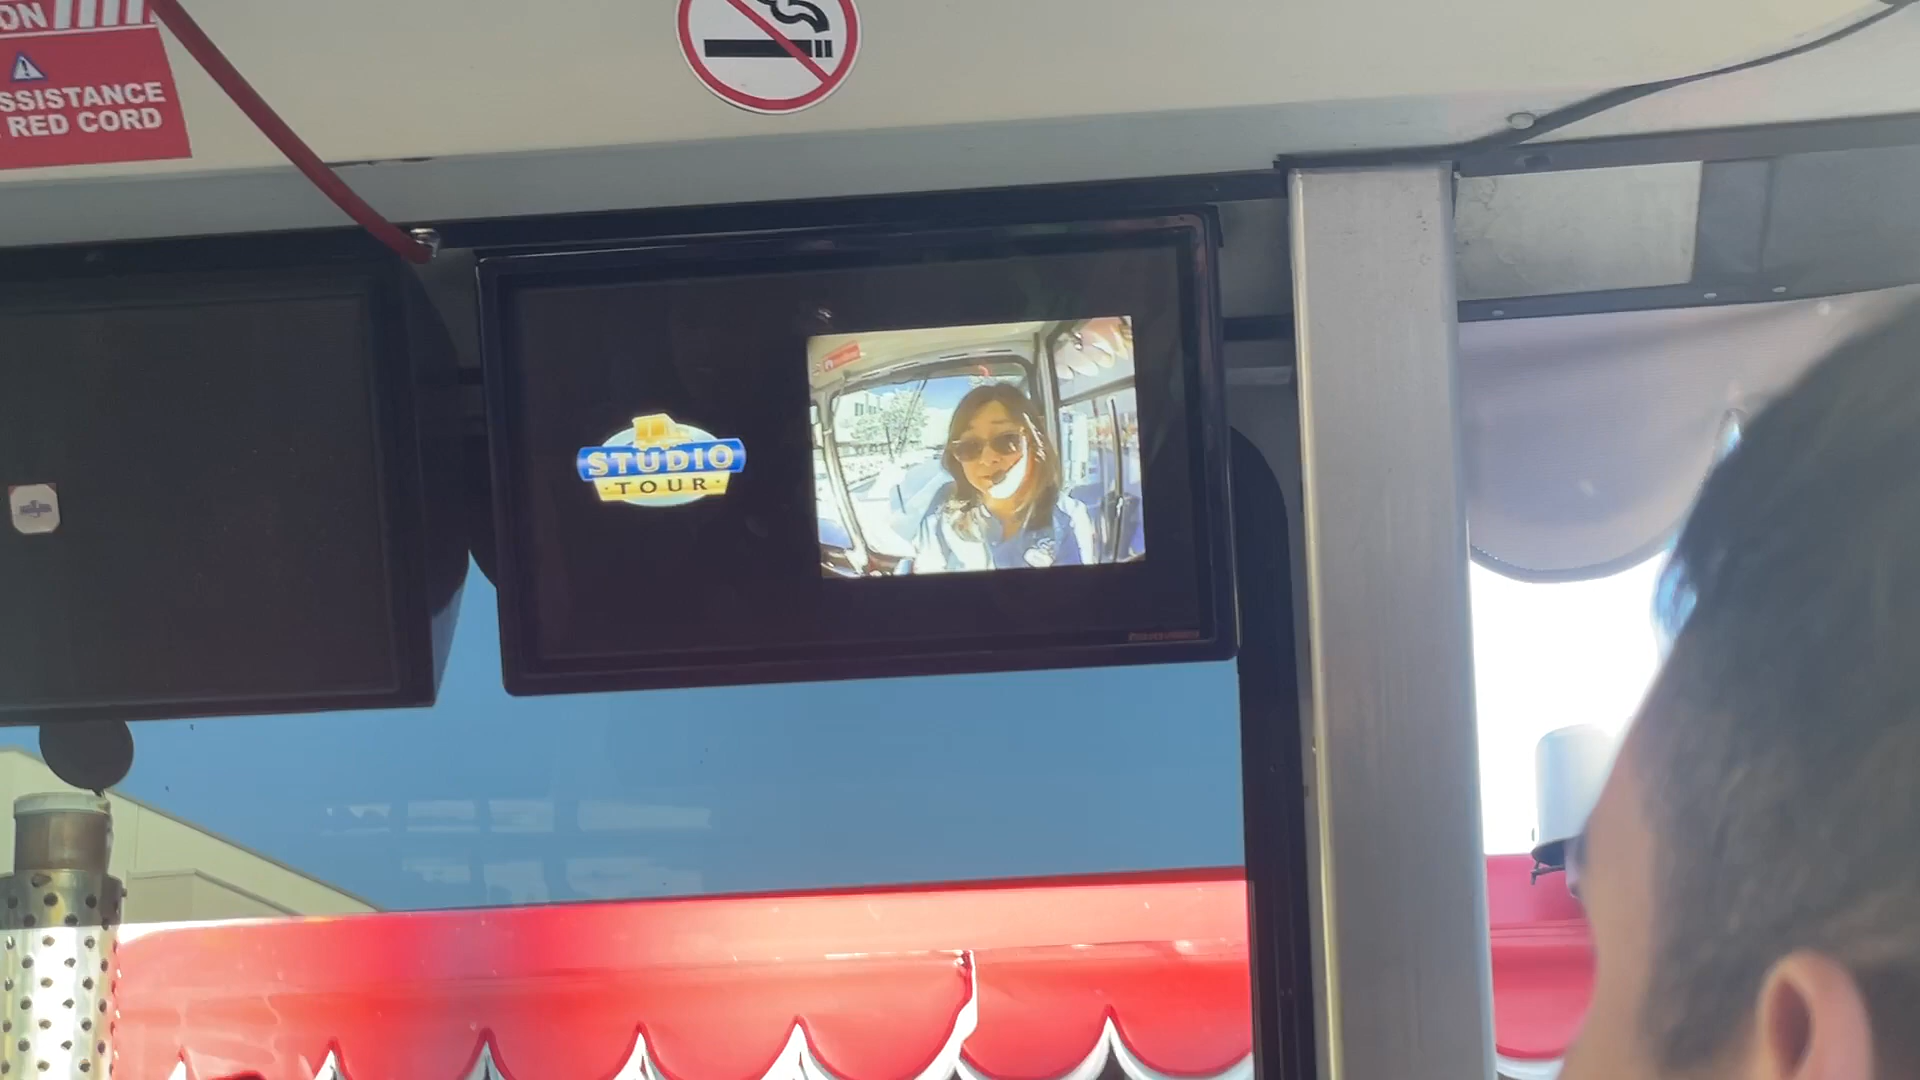 ON
SSISTANCE
RED CORD
STUDIO
· TOUR ·